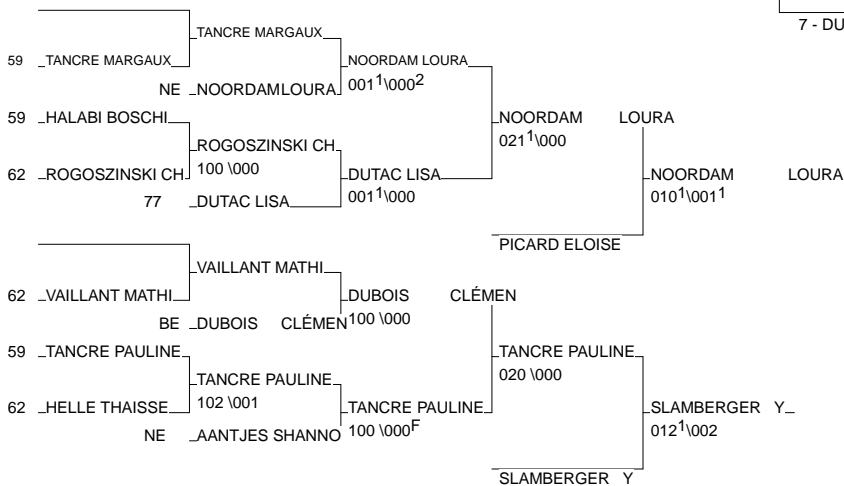 7 - DU
TANCRE MARGAUX
59 TANCRE MARGAUX
NOORDAM LOURA
001¹\000²
NE NOORDAMLOURA
59 HALABI BOSCHI
NOORDAM LOURA
021¹\000
ROGOSZINSKI CH
100 \000
62 ROGOSZINSKI CH
DUTAC LISA
001¹\000
NOORDAM LOURA
010¹\001¹
77 DUTAC LISA
PICARD ELOISE
VAILLANT MATHI
62 VAILLANT MATHI
DUBOIS CLÉMEN
100 \000
BE DUBOIS CLÉMEN
59 TANCRE PAULINE
TANCRE PAULINE
020 \000
TANCRE PAULINE
102 \001
62 HELLE THAISSE
TANCRE PAULINE
100 \000F
SLAMBERGER Y
012¹\002
NE AANTJES SHANNO
SLAMBERGER Y